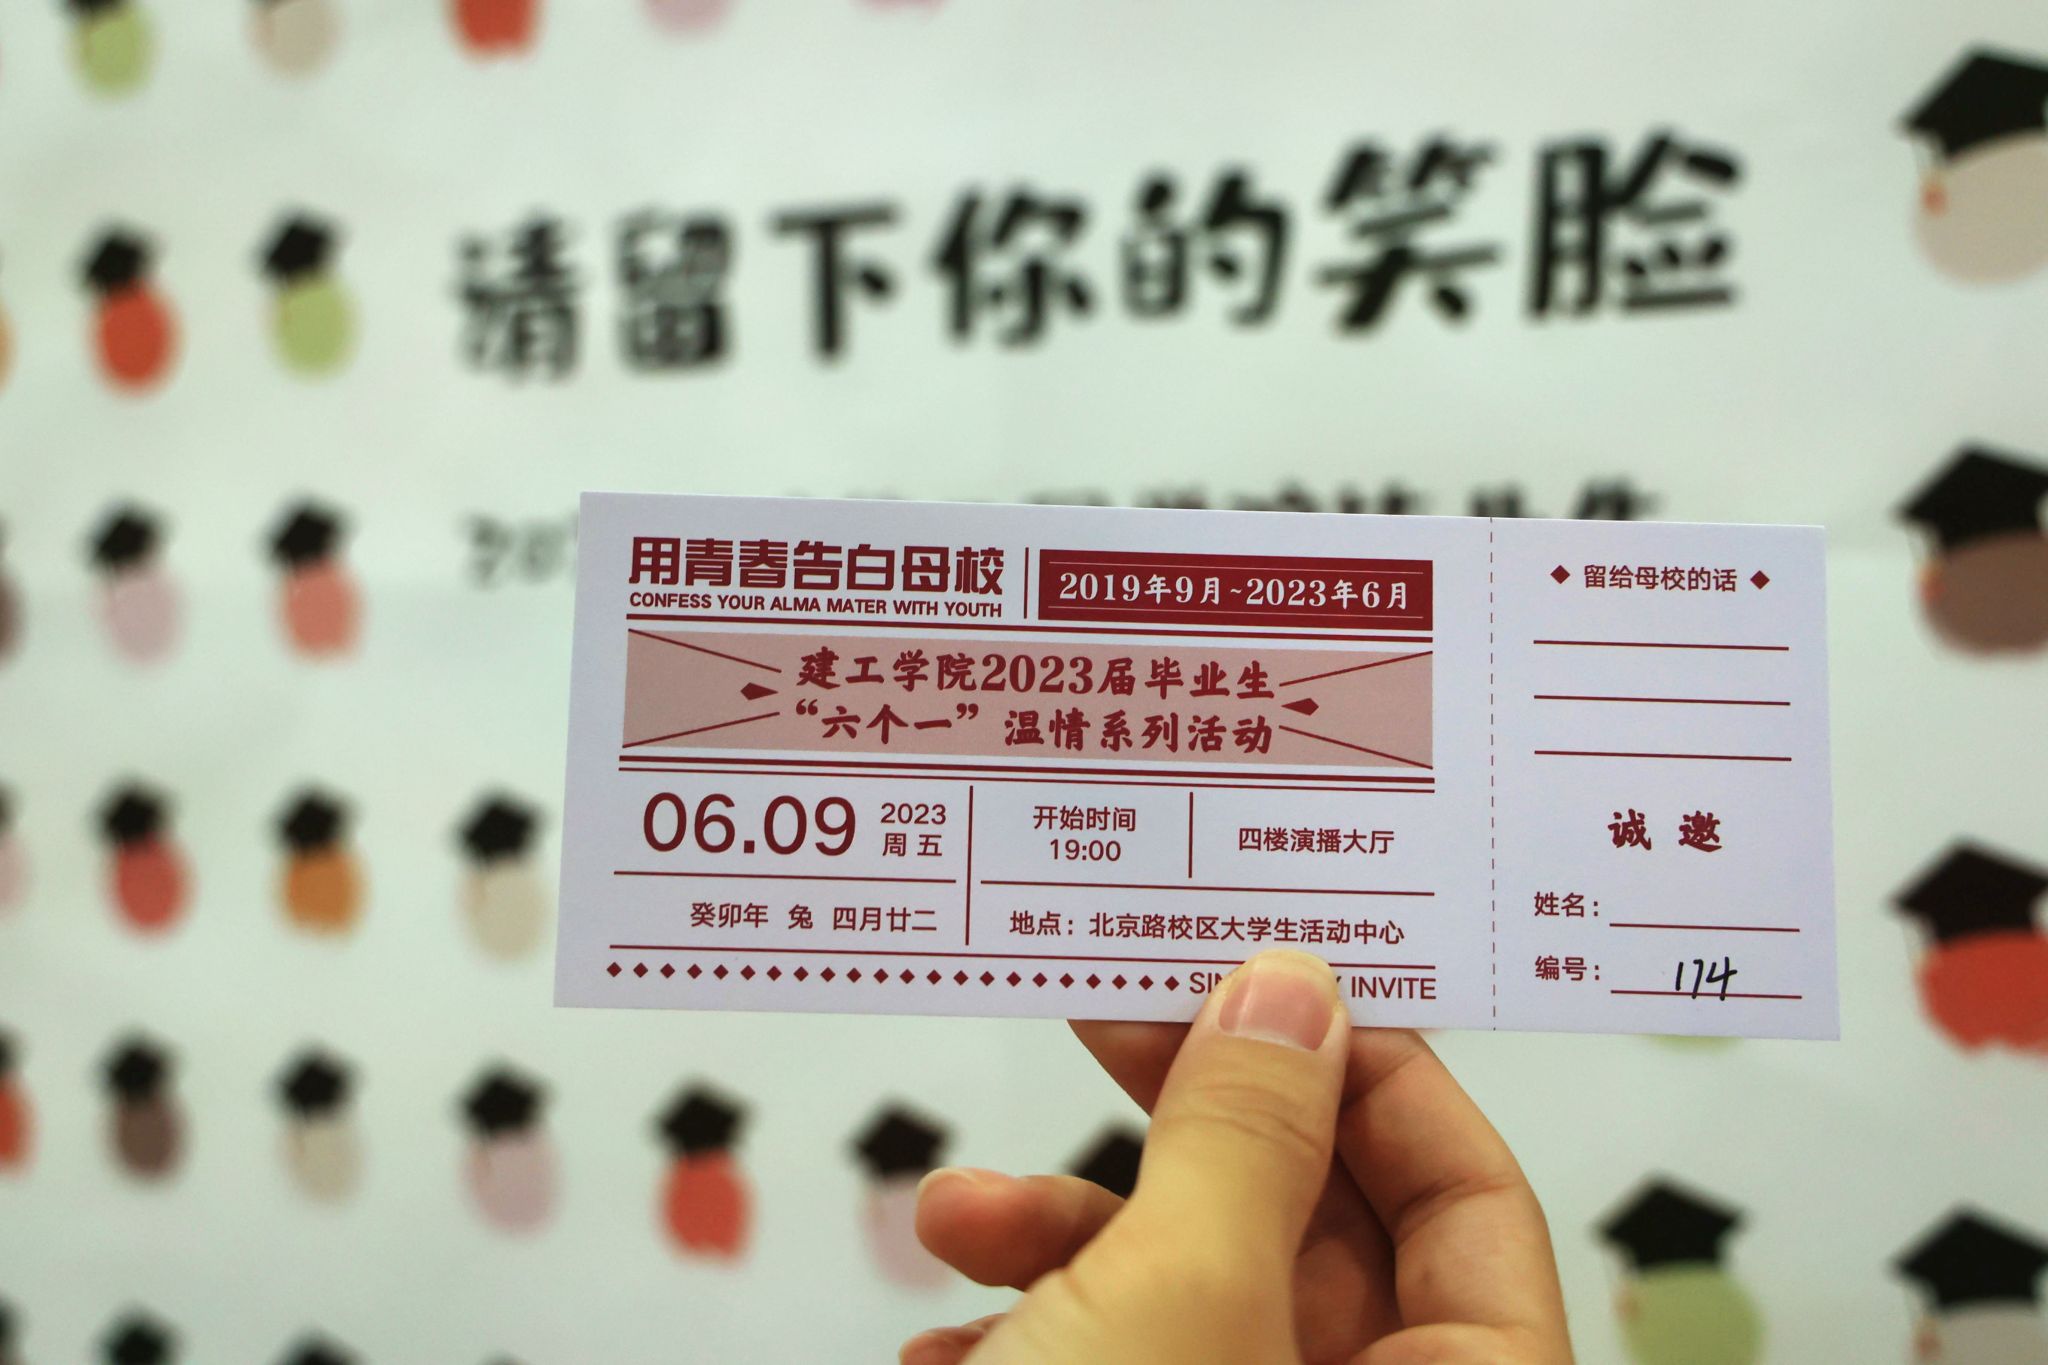 请留下你的笑脸
用青春告白母校
CONFESS YOUR ALMA MATER WITH YOUTH
2019年9月~2023年6月
建工学院2023届毕业生
“六个一”温情系列活动
06.09
2023
周五
开始时间
19:00
四楼演播大厅
癸卯年 兔 四月廿二
地点：北京路校区大学生活动中心
INVITE
◆ 留给母校的话 ◆
诚邀
姓名：
编号：174